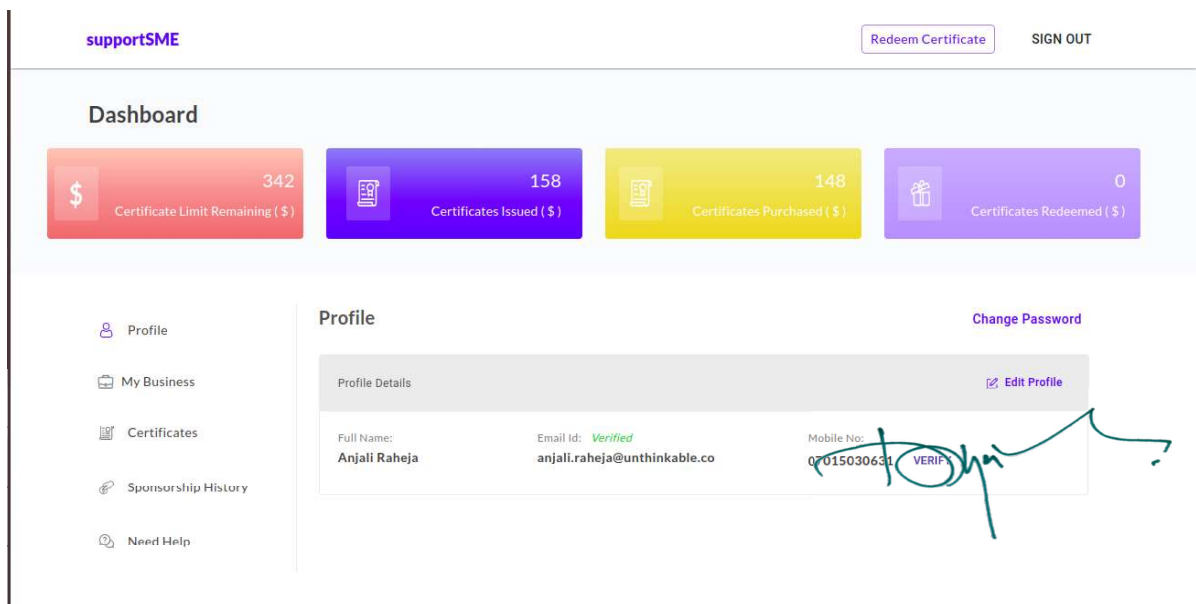 supportSME
Redeem Certificate
SIGN OUT
Dashboard
342
Certificate Limit Remaining ( $ )
158
Certificates Issued ( $ )
148
Certificates Purchased ( $ )
0
Certificates Redeemed ( $ )
Profile
My Business
Certificates
Sponsorship History
Need Help
Profile
Change Password
Profile Details
Edit Profile
Full Name:
Anjali Raheja
Email Id: Verified
anjali.raheja@unthinkable.co
Mobile No:
07015030631 VERIFY